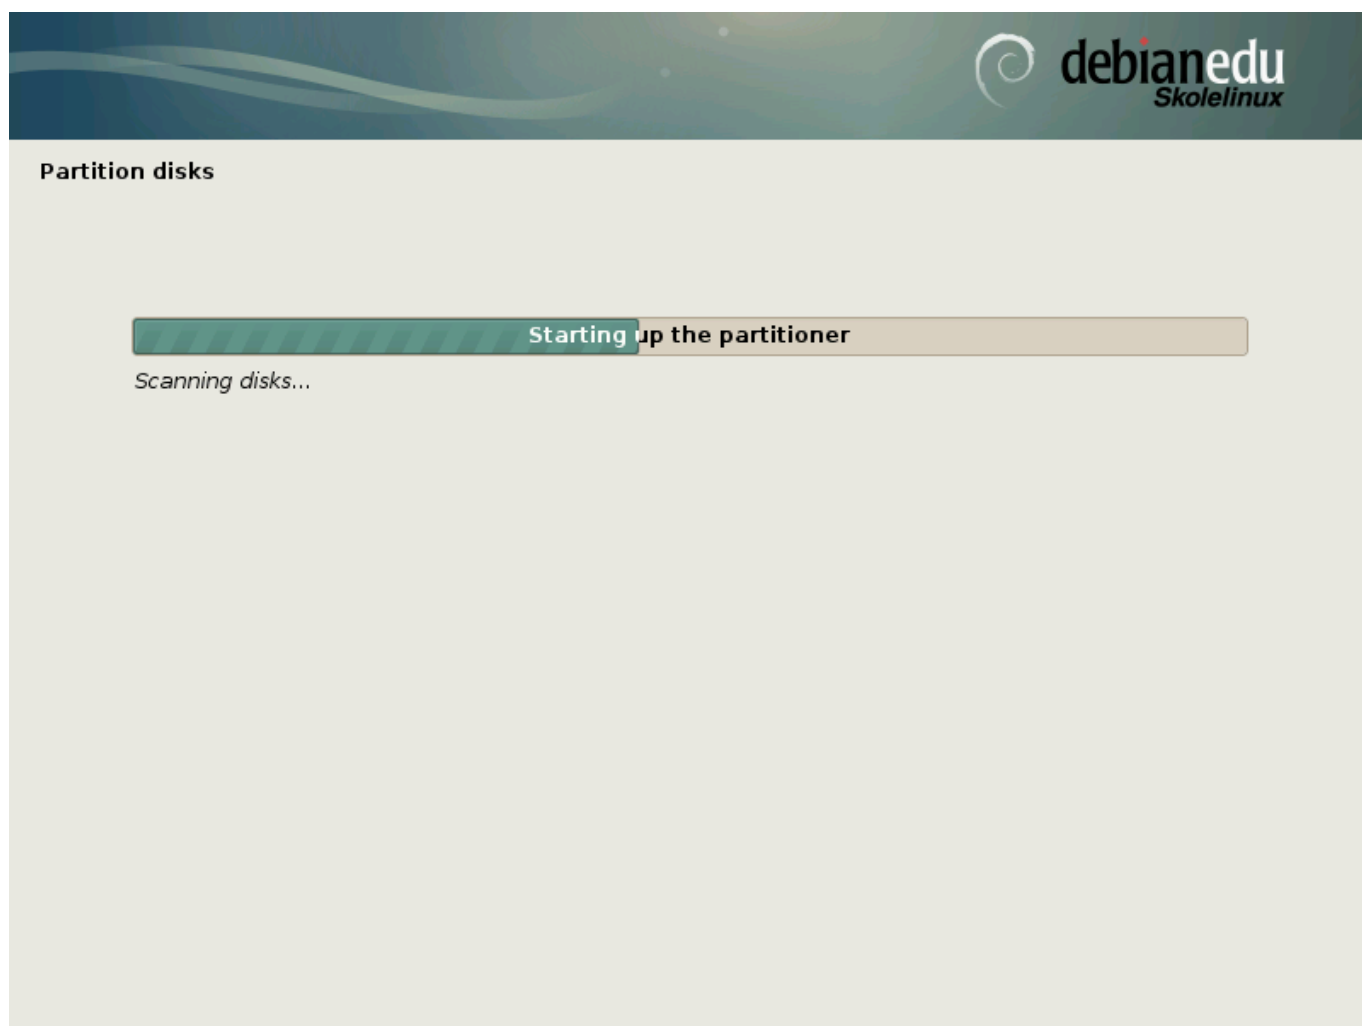 debianedu
Skolelinux
Partition disks
Starting up the partitioner
Scanning disks...